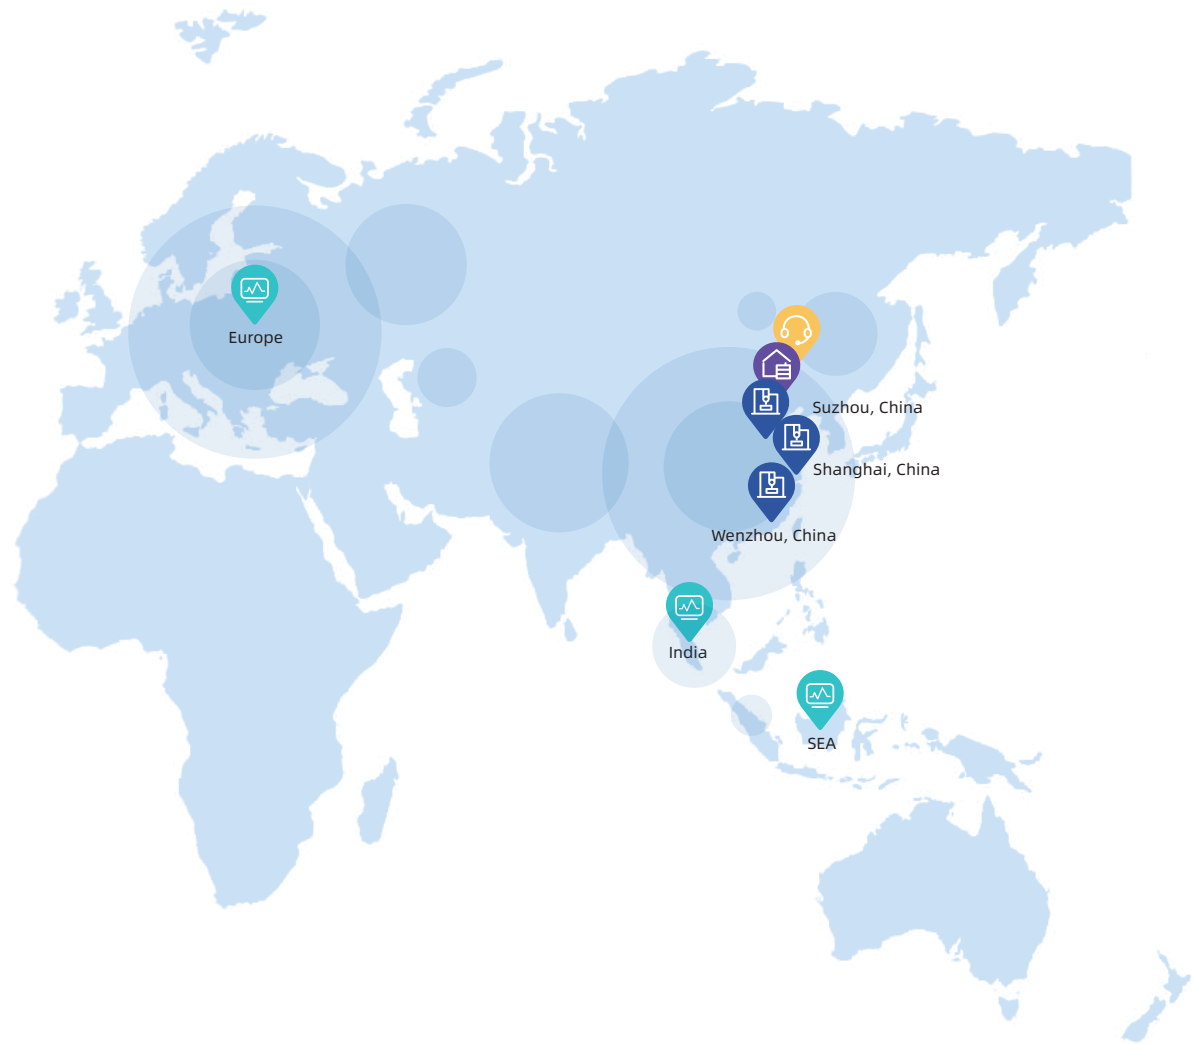 Europe
Suzhou, China
Shanghai, China
Wenzhou, China
India
SEA